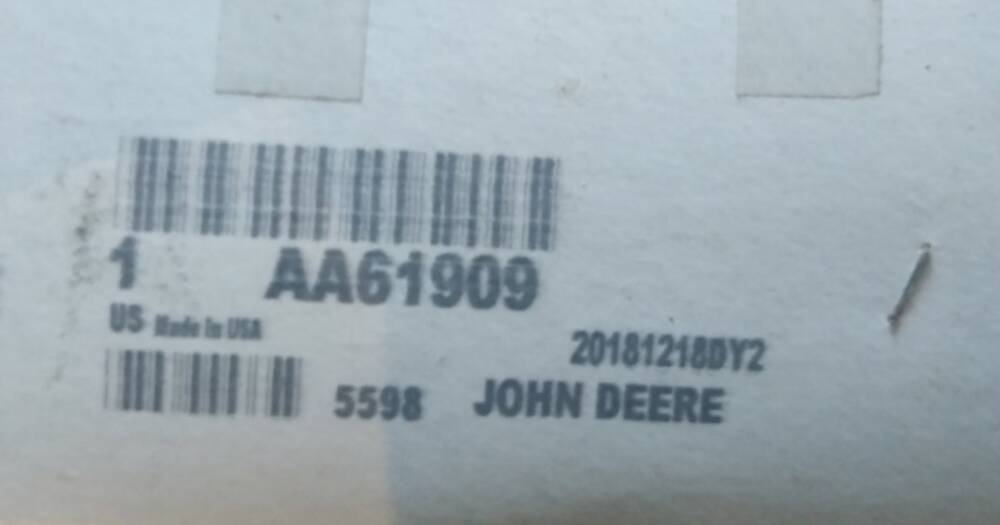 1 AA61909
US Made In USA
20181218DY2
5598 JOHN DEERE